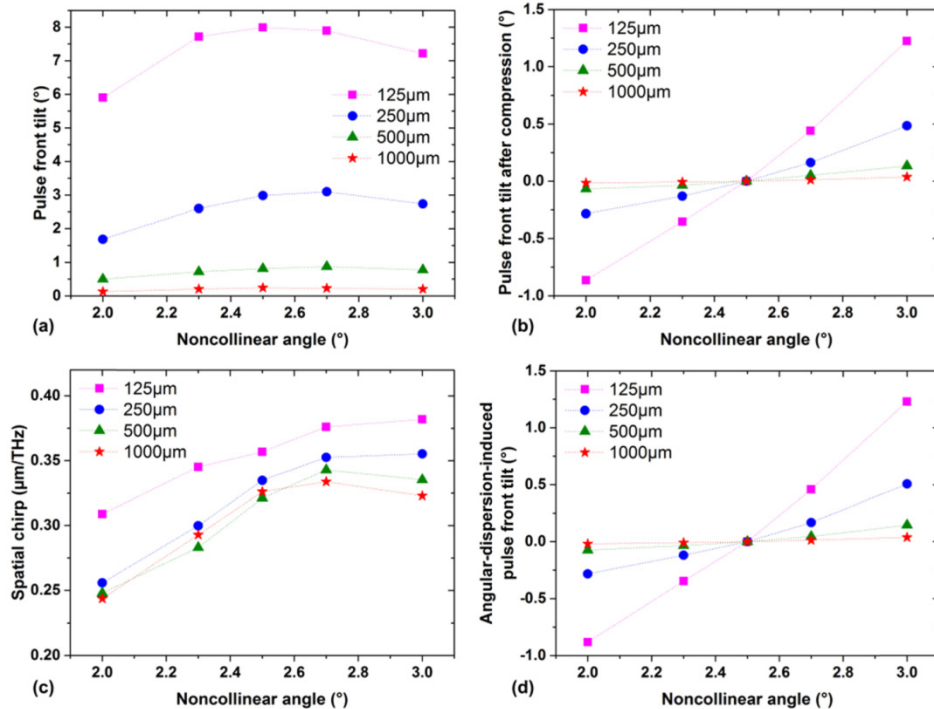 Pulse front tilt (°)
8
7
6
5
4
3
2
1
0
125µm
250µm
500µm
1000µm
2.0 2.2 2.4 2.6 2.8 3.0
(a)
Noncollinear angle (°)
Pulse front tilt after compression (°)
1.5
1.0
0.5
0.0
-0.5
-1.0
125µm
250µm
500µm
1000µm
2.0 2.2 2.4 2.6 2.8 3.0
(b)
Noncollinear angle (°)
Spatial chirp (µm/THz)
0.40
0.35
0.30
0.25
0.20
125µm
250µm
500µm
1000µm
2.0 2.2 2.4 2.6 2.8 3.0
(c)
Noncollinear angle (°)
Angular-dispersion-induced
pulse front tilt (°)
1.5
1.0
0.5
0.0
-0.5
-1.0
125µm
250µm
500µm
1000µm
2.0 2.2 2.4 2.6 2.8 3.0
(d)
Noncollinear angle (°)